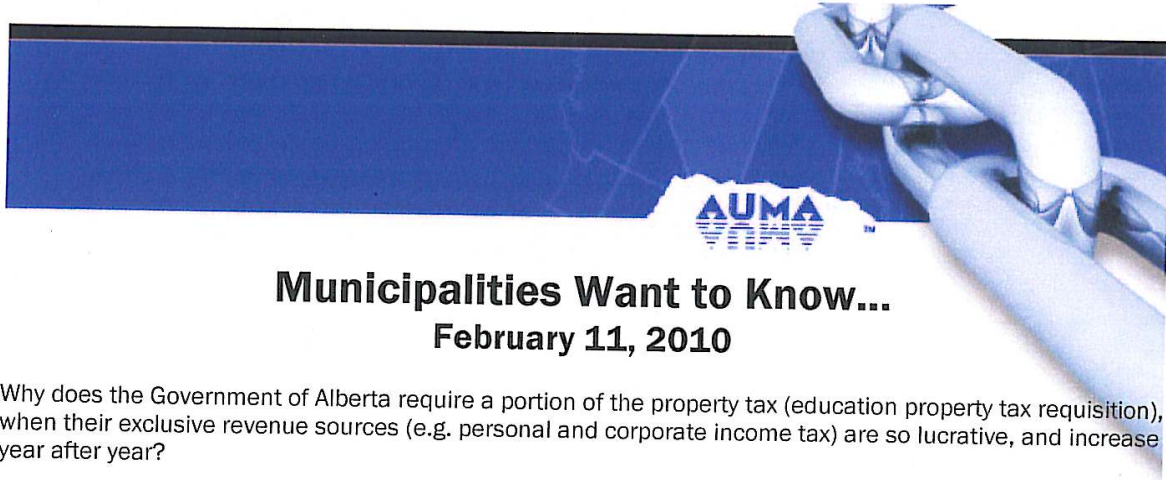 AUMA
TM
Municipalities Want to Know...
February 11, 2010
Why does the Government of Alberta require a portion of the property tax (education property tax requisition),
when their exclusive revenue sources (e.g. personal and corporate income tax) are so lucrative, and increase
year after year?